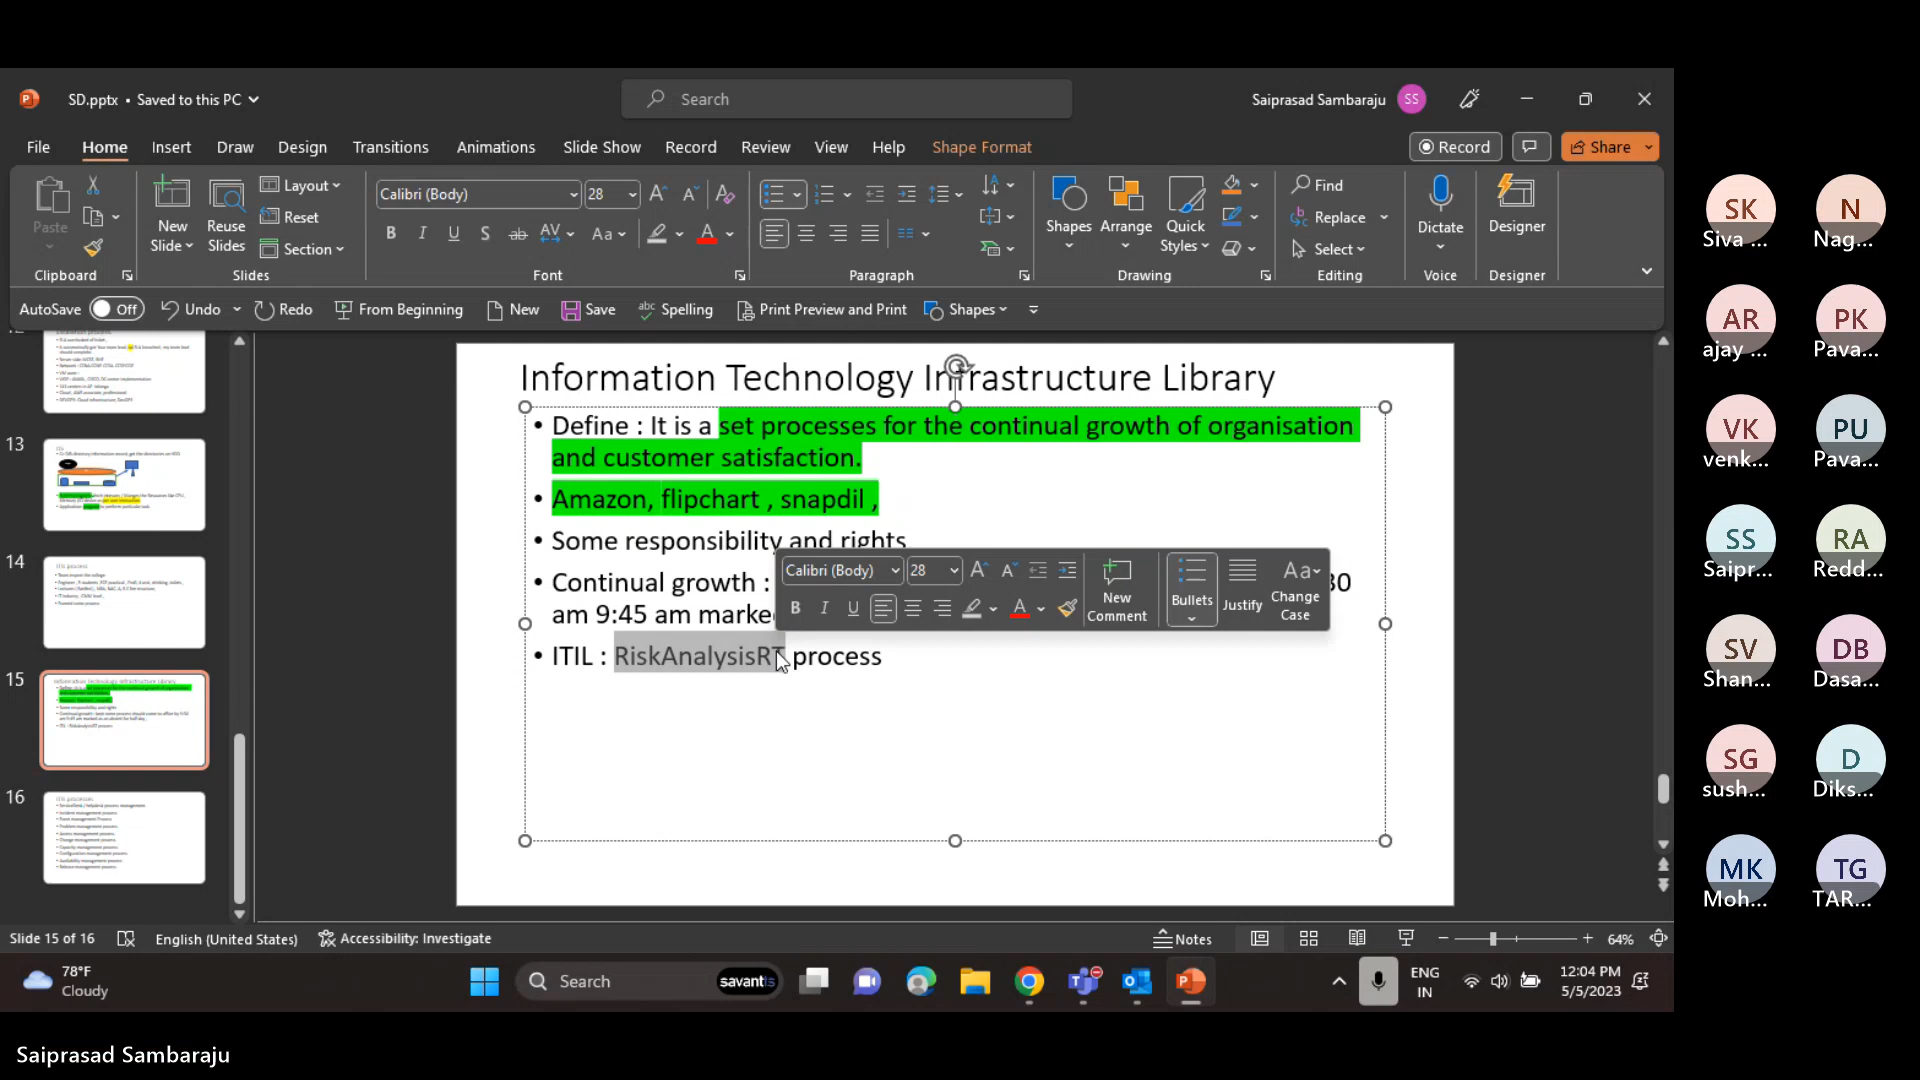 SD.pptx • Saved to this PC
Search
Saiprasad Sambaraju
SS
File
Home
Insert
Draw
Design
Transitions
Animations
Slide Show
Record
Review
View
Help
Shape Format
Record
Share
Paste
New Slide
Reuse Slides
Layout
Reset
Section
Calibri (Body)
28
Shapes
Arrange
Quick Styles
Find
Replace
Select
Dictate
Designer
Clipboard
Slides
Font
Paragraph
Drawing
Editing
Voice
Designer
AutoSave
Off
Undo
Redo
From Beginning
New
Save
Spelling
Print Preview and Print
Shapes
13
14
15
16
Information Technology Infrastructure Library
• Define : It is a set processes for the continual growth of organisation
and customer satisfaction.
• Amazon, flipchart , snapdil ,
• Some responsibility and rights
• Continual growth : 30
am 9:45 am marke
• ITIL : RiskAnalysisRT process
Calibri (Body)
28
New Comment
Bullets
Justify
Change Case
Slide 15 of 16
English (United States)
Accessibility: Investigate
Notes
64%
78°F
Cloudy
Search
savantis
ENG
IN
12:04 PM
5/5/2023
SK
Siva ...
N
Nag...
AR
ajay ...
PK
Pava...
VK
venk...
PU
Pava...
SS
Saipr...
RA
Redd...
SV
Shan...
DB
Dasa...
SG
sush...
D
Diks...
MK
Moh...
TG
TAR...
Saiprasad Sambaraju